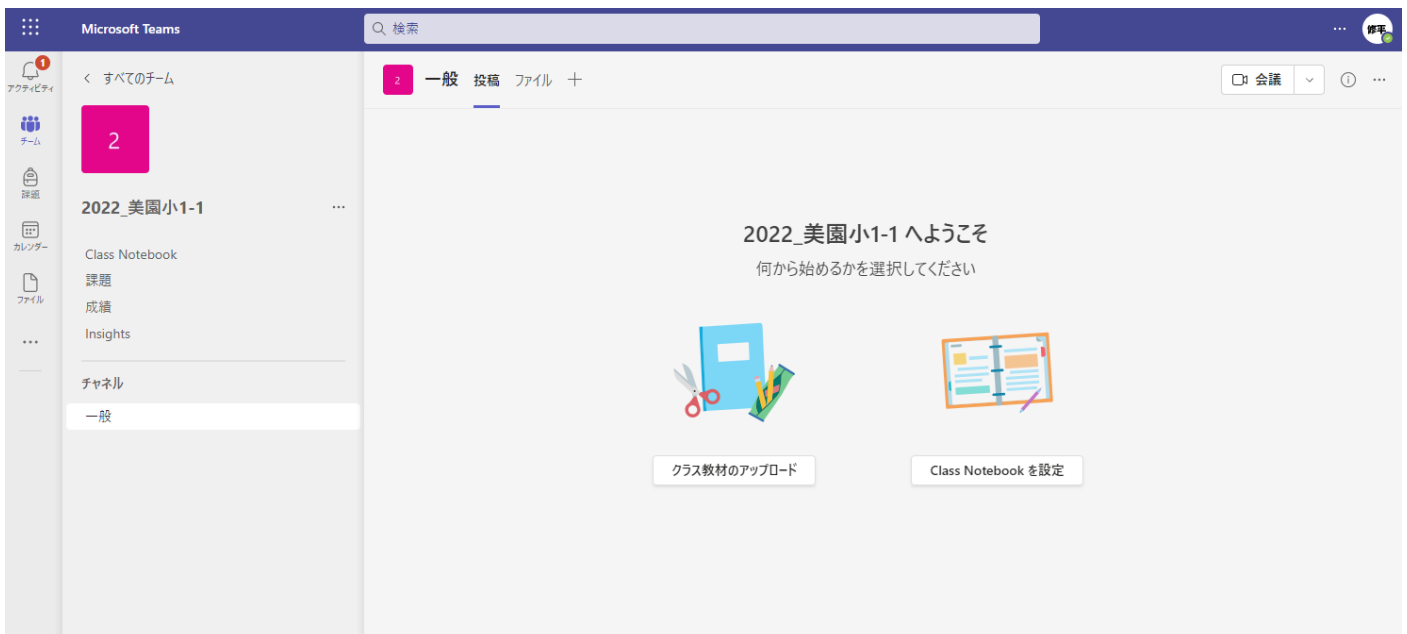 Microsoft Teams
検索
修平
1
アクティビティ
チーム
課題
カレンダー
ファイル
すべてのチーム
2
2022_美園小1-1
Class Notebook
課題
成績
Insights
チャネル
一般
2 一般 投稿 ファイル
会議
2022_美園小1-1 へようこそ
何から始めるかを選択してください
クラス教材のアップロード
Class Notebook を設定